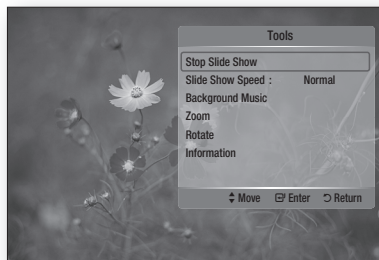 Tools
Stop Slide Show
Slide Show Speed : Normal
Background Music
Zoom
Rotate
Information
Move Enter Return